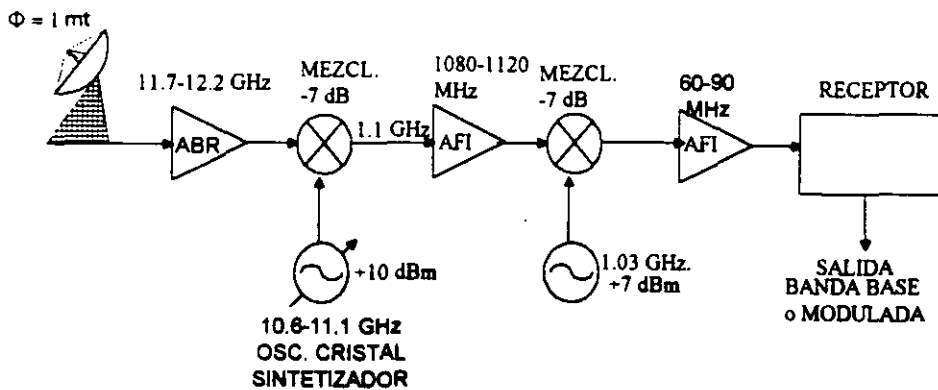 Φ = 1 mt
11.7-12.2 GHz
MEZCL.
-7 dB
1080-1120
MHz
MEZCL.
-7 dB
60-90
MHz
RECEPTOR
ABR
1.1 GHz
AFI
AFI
+10 dBm
1.03 GHz.
+7 dBm
10.6-11.1 GHz
OSC. CRISTAL
SINTETIZADOR
SALIDA
BANDA BASE
o MODULADA